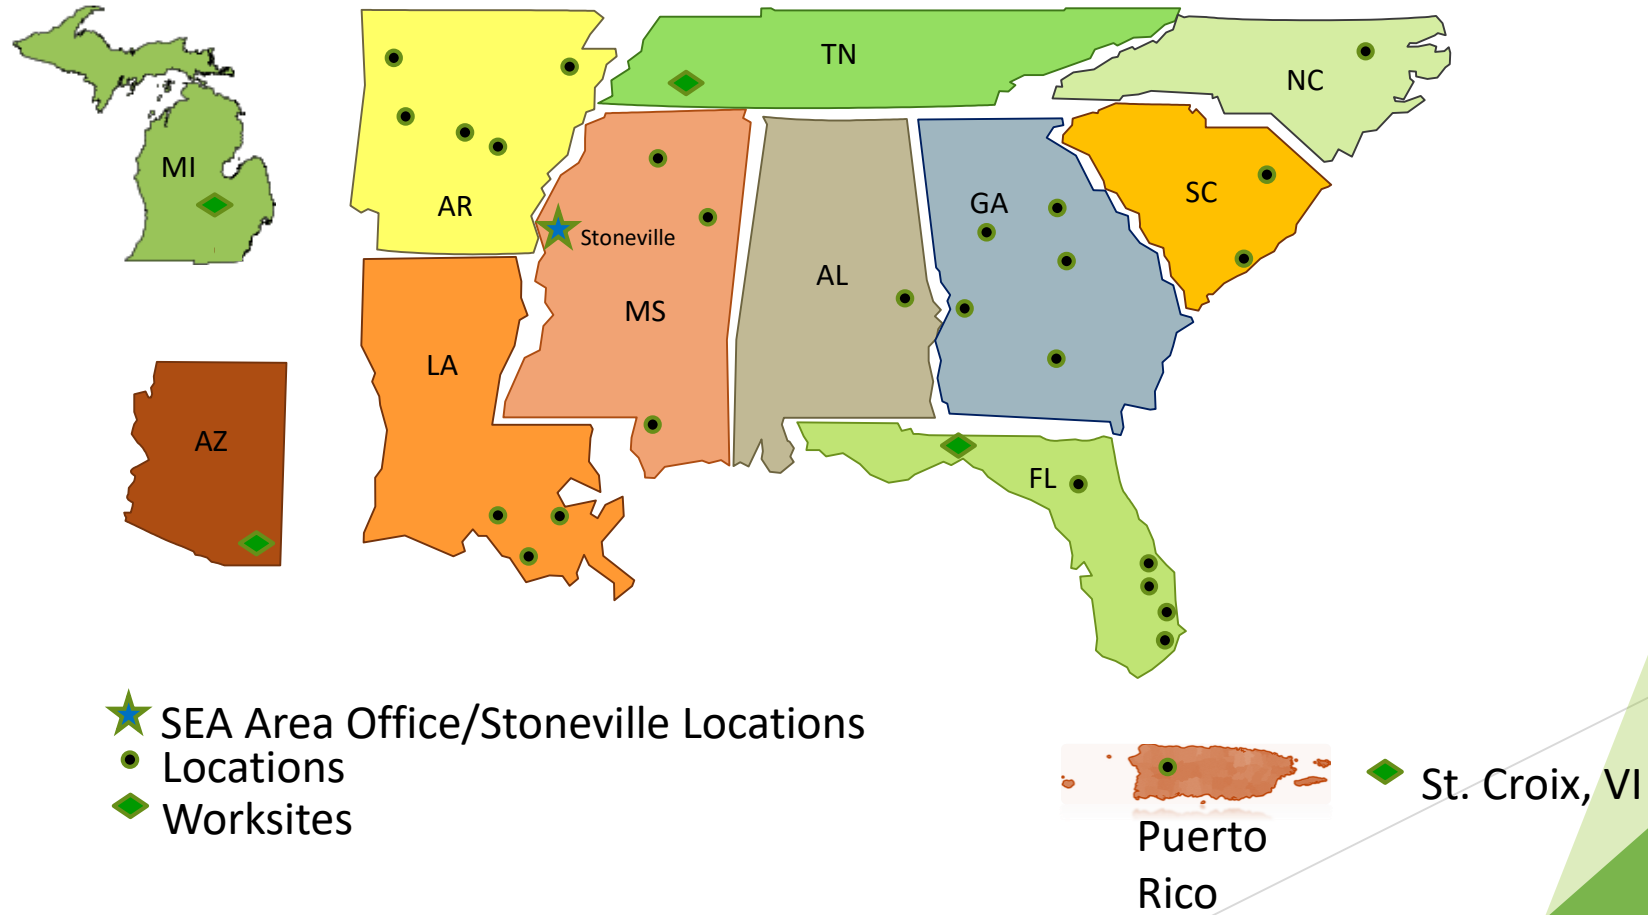 TN
NC
MI
AR
GA
SC
Stoneville
AL
MS
LA
AZ
FL
SEA Area Office/Stoneville Locations
Locations
Worksites
St. Croix, VI
Puerto
Rico